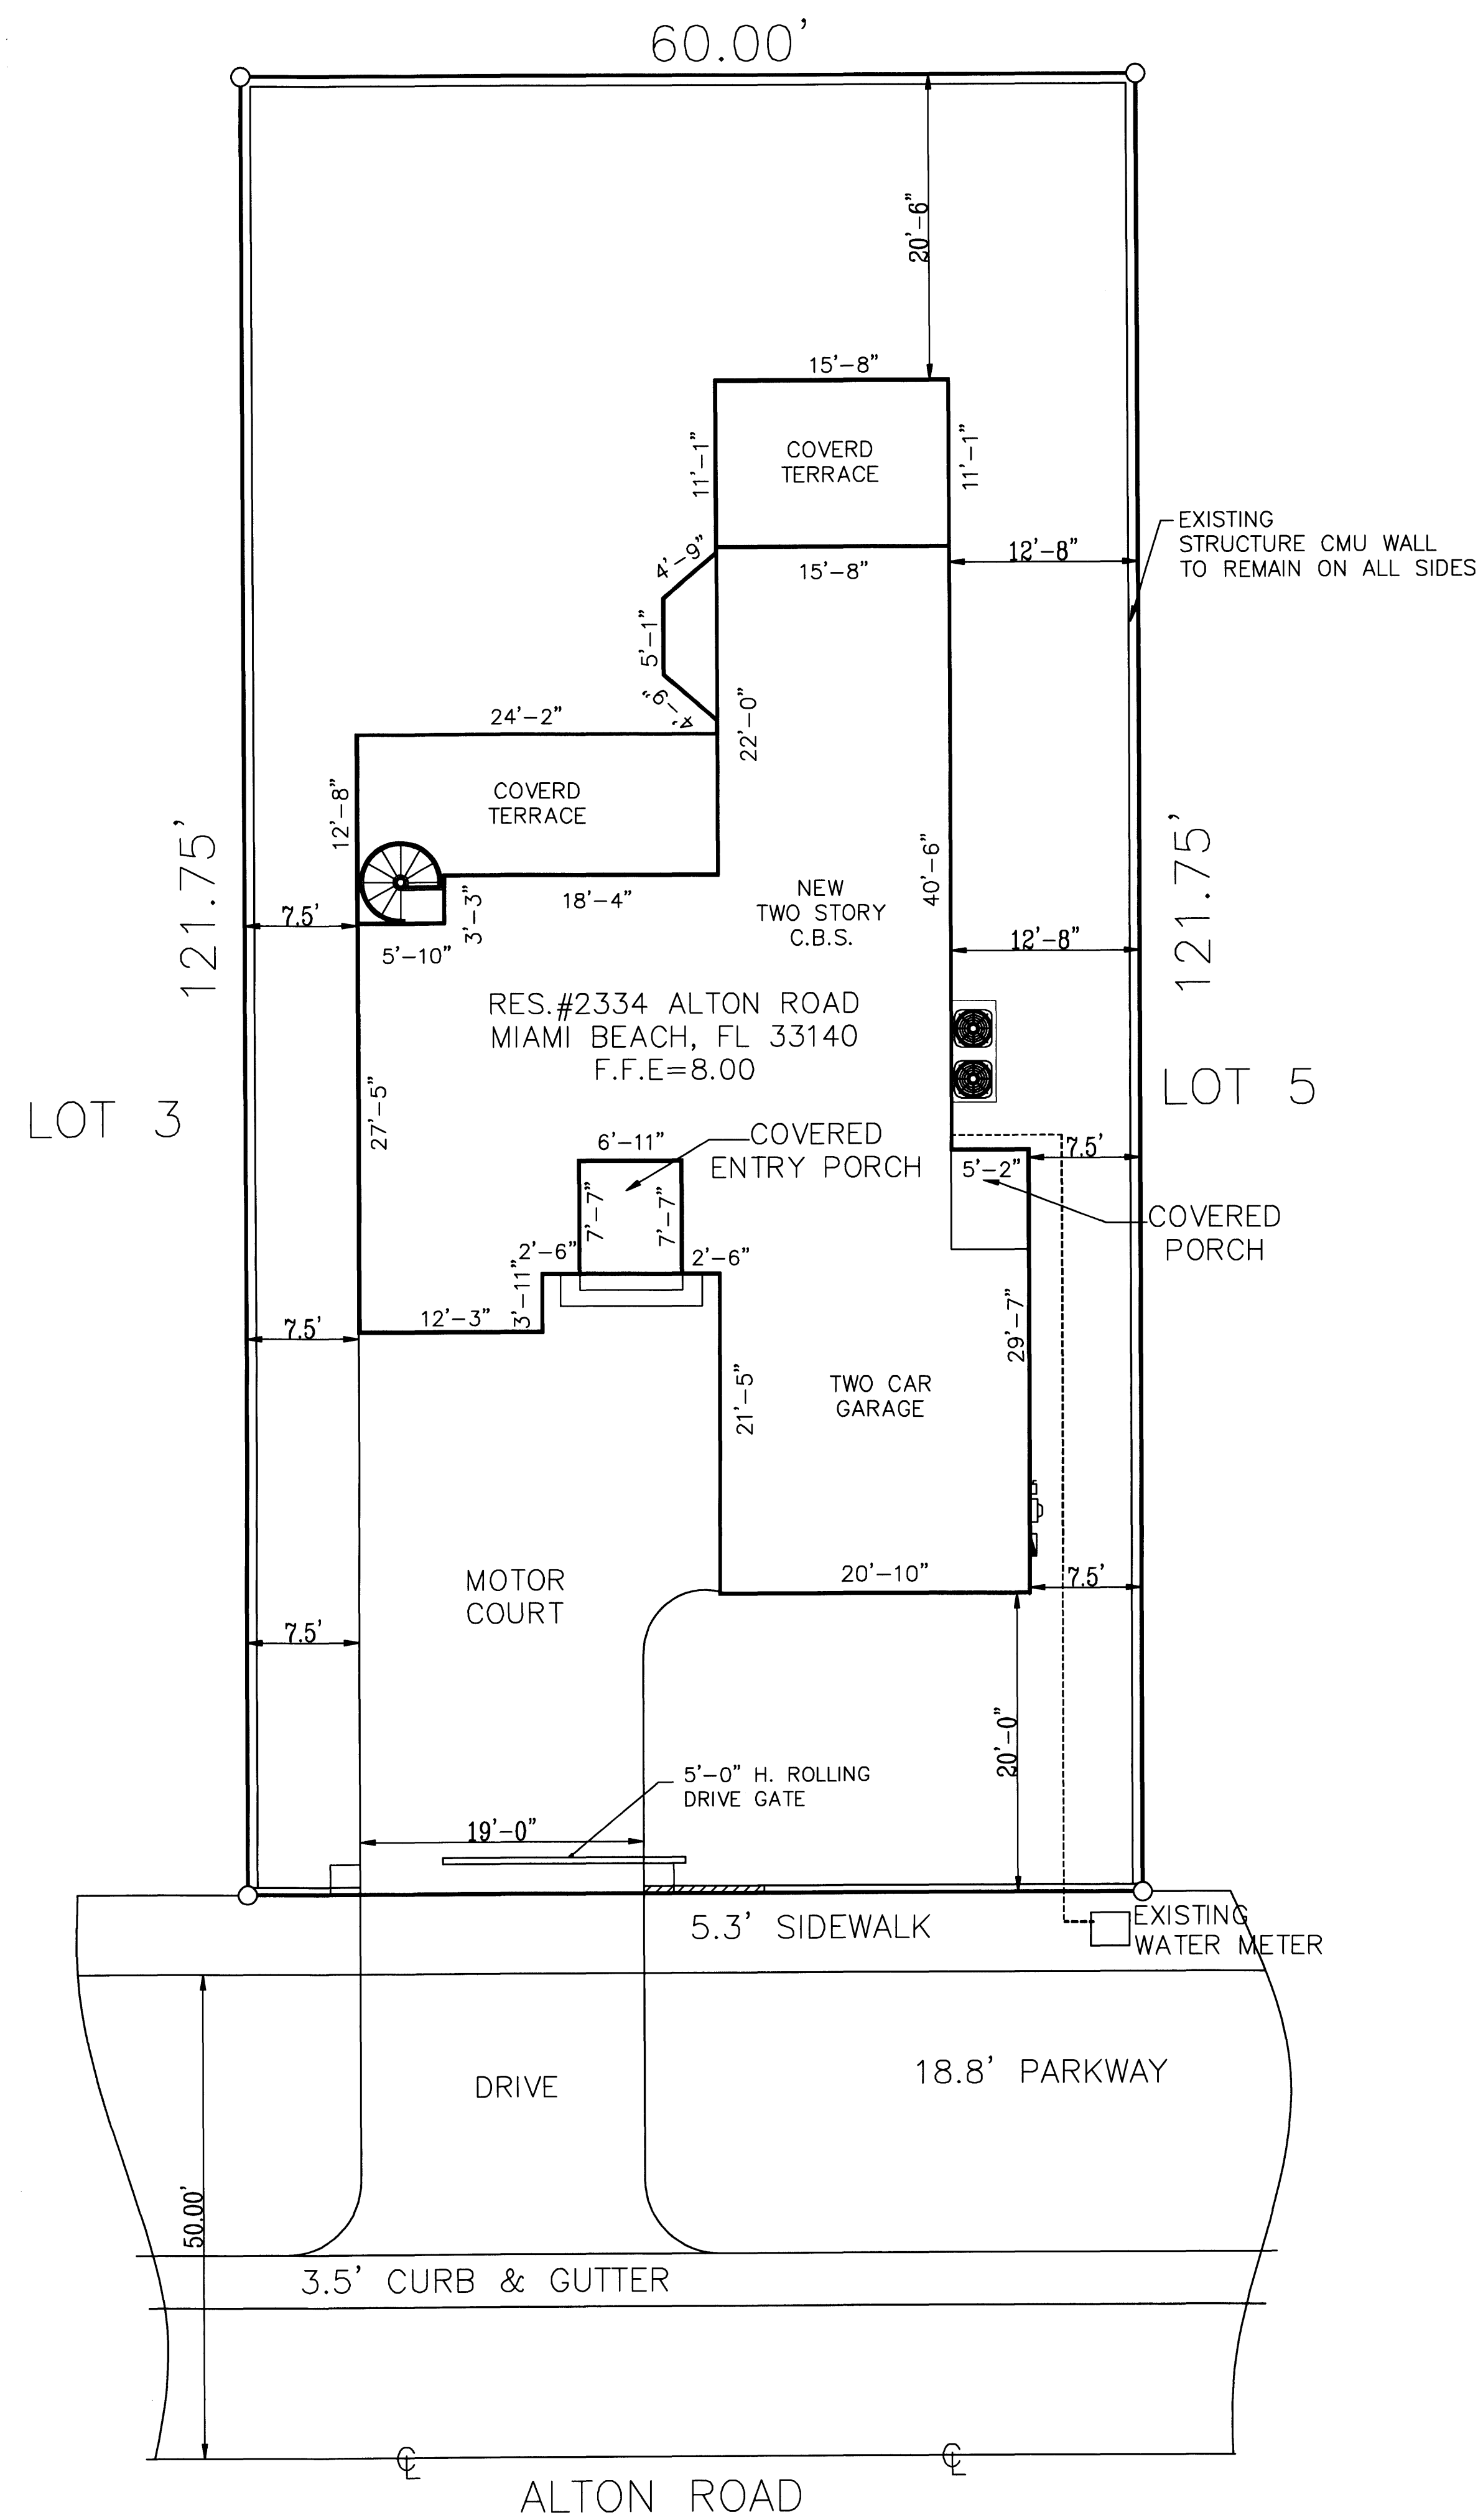 60.00'
20'-6"
15'-8"
COVERD
TERRACE
11'-1"
11'-1"
EXISTING
STRUCTURE CMU WALL
TO REMAIN ON ALL SIDES
12'-8"
15'-8"
4'-9"
5'-1"
4'-9"
22'-0"
24'-2"
COVERD
TERRACE
12'-8"
121.75'
121.75'
40'-6"
NEW
TWO STORY
C.B.S.
18'-4"
3'-3"
7.5'
5'-10"
12'-8"
RES.#2334 ALTON ROAD
MIAMI BEACH, FL 33140
F.F.E=8.00
LOT 3
LOT 5
27'-5"
6'-11"
COVERED
ENTRY PORCH
7'-7"
7'-7"
5'-2"
7.5'
COVERED
PORCH
2'-6"
2'-6"
3'-11"
12'-3"
7.5'
29'-7"
21'-5"
TWO CAR
GARAGE
MOTOR
COURT
20'-10"
7.5'
7.5'
20'-0"
5'-0" H. ROLLING
DRIVE GATE
19'-0"
5.3' SIDEWALK
EXISTING
WATER METER
DRIVE
18.8' PARKWAY
50.00'
3.5' CURB & GUTTER
℄
℄
ALTON ROAD